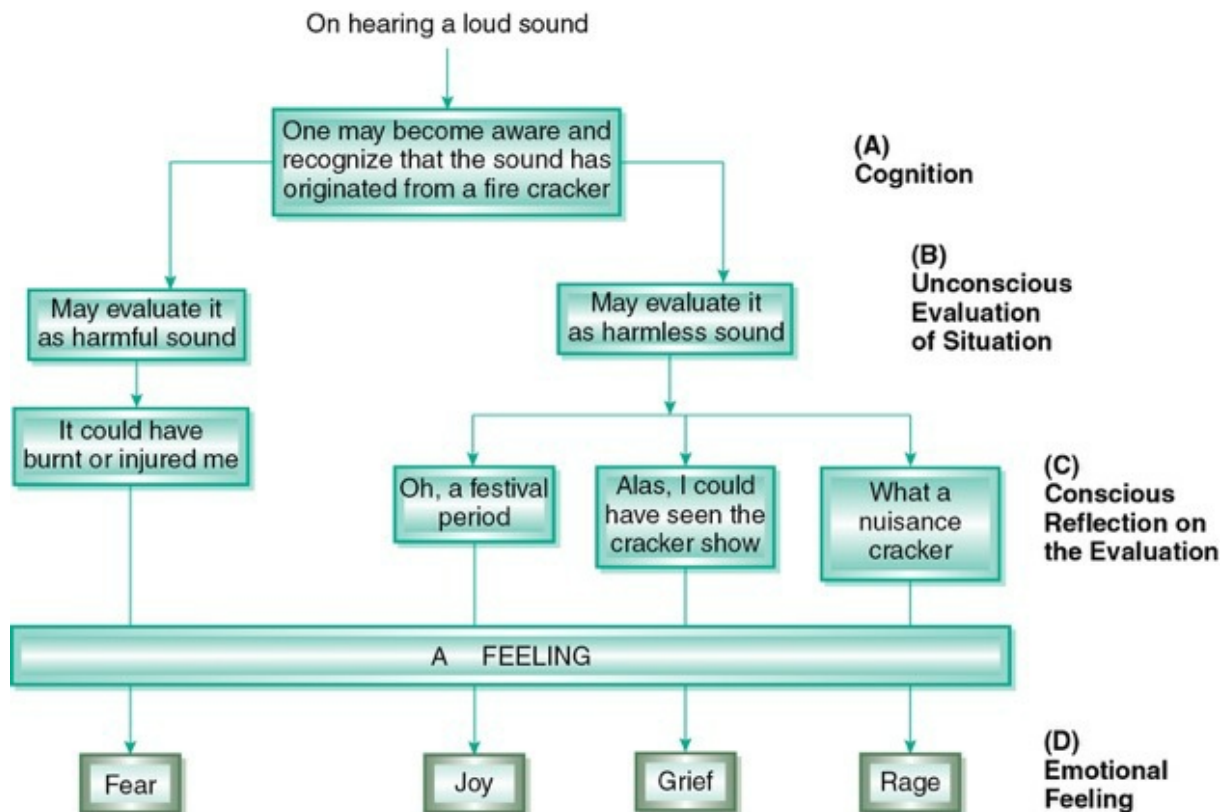 On hearing a loud sound
One may become aware and
recognize that the sound has
originated from a fire cracker
(A)
Cognition
May evaluate it
as harmful sound
May evaluate it
as harmless sound
(B)
Unconscious
Evaluation
of Situation
It could have
burnt or injured me
Oh, a festival
period
Alas, I could
have seen the
cracker show
What a
nuisance
cracker
(C)
Conscious
Reflection on
the Evaluation
A FEELING
Fear
Joy
Grief
Rage
(D)
Emotional
Feeling